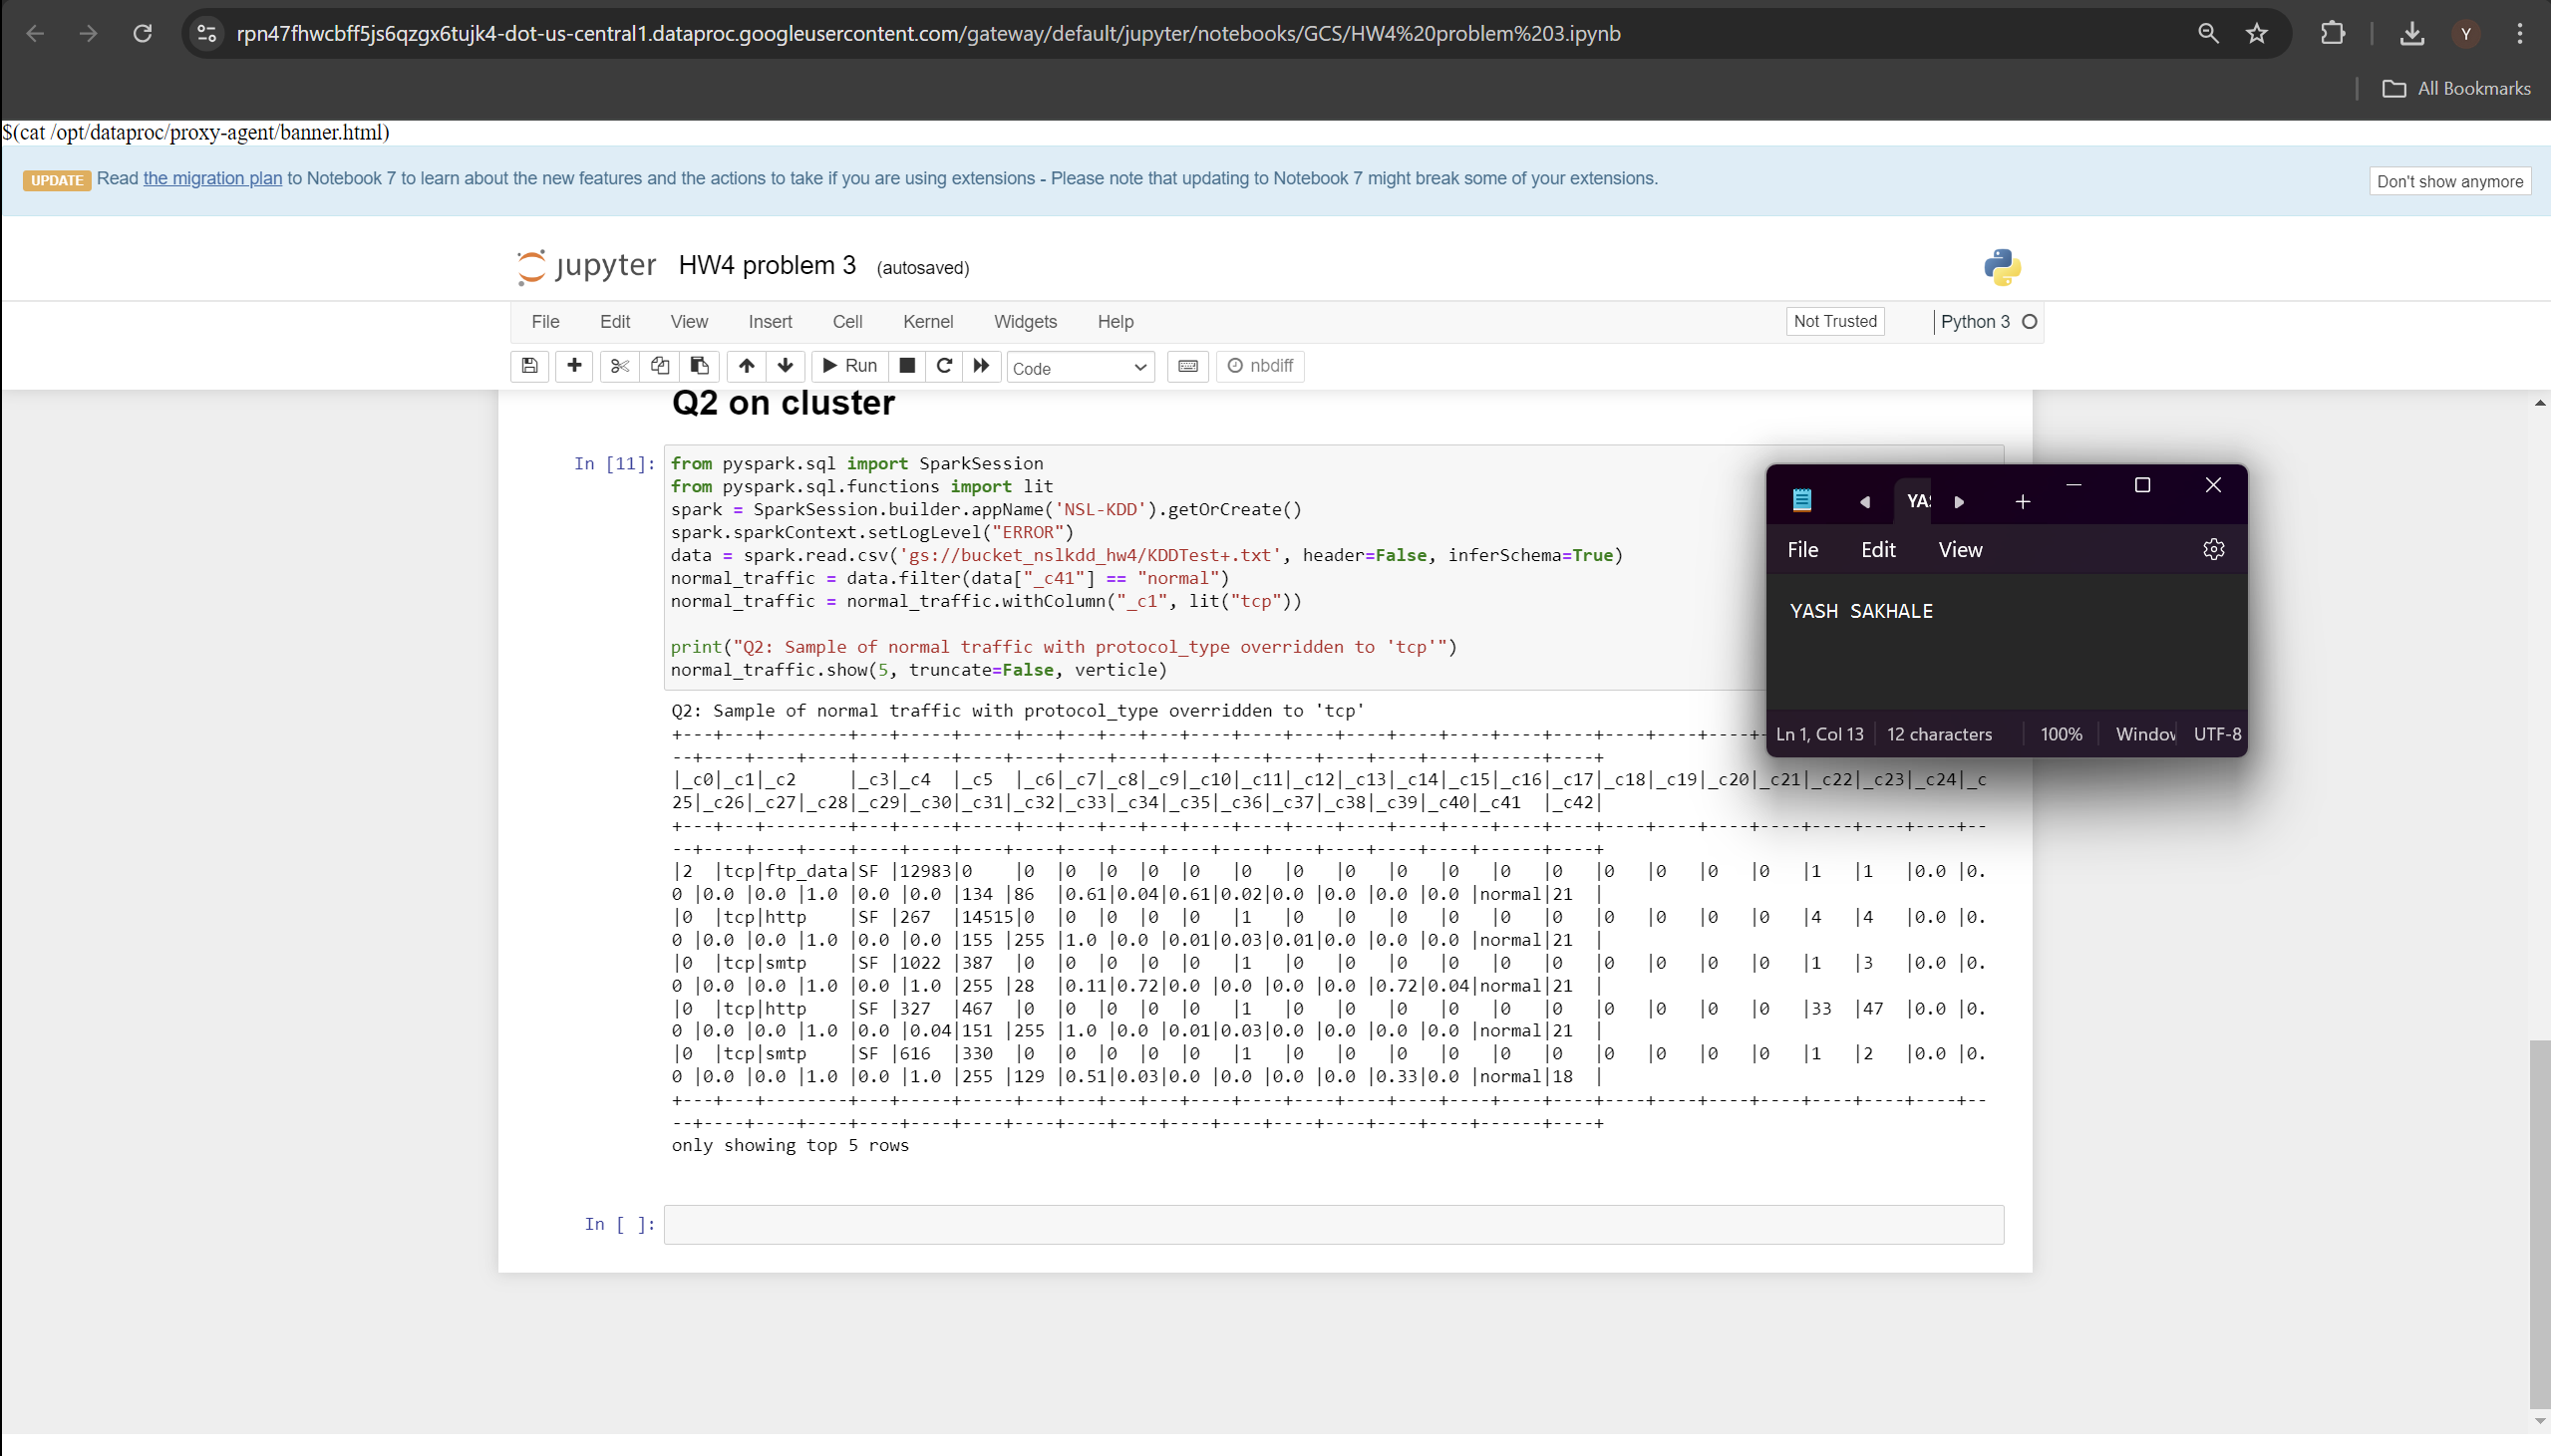 rpn47fhwcbff5js6qzgx6tujk4-dot-us-central1.dataproc.googleusercontent.com/gateway/default/jupyter/notebooks/GCS/HW4%20problem%203.ipynb
Y
All Bookmarks
$(cat /opt/dataproc/proxy-agent/banner.html)
UPDATE Read the migration plan to Notebook 7 to learn about the new features and the actions to take if you are using extensions - Please note that updating to Notebook 7 might break some of your extensions.
Don't show anymore
jupyter HW4 problem 3 (autosaved)
File Edit View Insert Cell Kernel Widgets Help
Not Trusted Python 3
Run Code nbdiff
Q2 on cluster
In [11]:
from pyspark.sql import SparkSession
from pyspark.sql.functions import lit
spark = SparkSession.builder.appName('NSL-KDD').getOrCreate()
spark.sparkContext.setLogLevel("ERROR")
data = spark.read.csv('gs://bucket_nslkdd_hw4/KDDTest+.txt', header=False, inferSchema=True)
normal_traffic = data.filter(data["_c41"] == "normal")
normal_traffic = normal_traffic.withColumn("_c1", lit("tcp"))
print("Q2: Sample of normal traffic with protocol_type overridden to 'tcp'")
normal_traffic.show(5, truncate=False, verticle)
Q2: Sample of normal traffic with protocol_type overridden to 'tcp'
+---+---+--------+---+-----+-----+---+---+---+---+----+----+----+----+----+----+----+----+----+----+----+-
--+----+----+----+----+----+----+----+----+----+----+----+----+----+----+----+------+----+
|_c0|_c1|_c2     |_c3|_c4  |_c5  |_c6|_c7|_c8|_c9|_c10|_c11|_c12|_c13|_c14|_c15|_c16|_c17|_c18|_c19|_c20|_c21|_c22|_c23|_c24|_c
25|_c26|_c27|_c28|_c29|_c30|_c31|_c32|_c33|_c34|_c35|_c36|_c37|_c38|_c39|_c40|_c41  |_c42|
+---+---+--------+---+-----+-----+---+---+---+---+----+----+----+----+----+----+----+----+----+----+----+----+----+----+----+--
--+----+----+----+----+----+----+----+----+----+----+----+----+----+----+----+------+----+
|2  |tcp|ftp_data|SF |12983|0    |0  |0  |0  |0  |0   |0   |0   |0   |0   |0   |0   |0   |0   |0   |0   |0   |1   |1   |0.0 |0.
0 |0.0 |0.0 |1.0 |0.0 |0.0 |134 |86  |0.61|0.04|0.61|0.02|0.0 |0.0 |0.0 |0.0 |normal|21  |
|0  |tcp|http    |SF |267  |14515|0  |0  |0  |0  |0   |1   |0   |0   |0   |0   |0   |0   |0   |0   |0   |0   |4   |4   |0.0 |0.
0 |0.0 |0.0 |1.0 |0.0 |0.0 |155 |255 |1.0 |0.0 |0.01|0.03|0.01|0.0 |0.0 |0.0 |normal|21  |
|0  |tcp|smtp    |SF |1022 |387  |0  |0  |0  |0  |0   |1   |0   |0   |0   |0   |0   |0   |0   |0   |0   |0   |1   |3   |0.0 |0.
0 |0.0 |0.0 |1.0 |0.0 |1.0 |255 |28  |0.11|0.72|0.0 |0.0 |0.0 |0.0 |0.72|0.04|normal|21  |
|0  |tcp|http    |SF |327  |467  |0  |0  |0  |0  |0   |1   |0   |0   |0   |0   |0   |0   |0   |0   |0   |0   |33  |47  |0.0 |0.
0 |0.0 |0.0 |1.0 |0.0 |0.04|151 |255 |1.0 |0.0 |0.01|0.03|0.0 |0.0 |0.0 |0.0 |normal|21  |
|0  |tcp|smtp    |SF |616  |330  |0  |0  |0  |0  |0   |1   |0   |0   |0   |0   |0   |0   |0   |0   |0   |0   |1   |2   |0.0 |0.
0 |0.0 |0.0 |1.0 |0.0 |1.0 |255 |129 |0.51|0.03|0.0 |0.0 |0.0 |0.0 |0.33|0.0 |normal|18  |
+---+---+--------+---+-----+-----+---+---+---+---+----+----+----+----+----+----+----+----+----+----+----+----+----+----+----+--
--+----+----+----+----+----+----+----+----+----+----+----+----+----+----+----+------+----+
only showing top 5 rows
In [ ]:
YAS
File Edit View
YASH SAKHALE
Ln 1, Col 13 12 characters 100% Window UTF-8